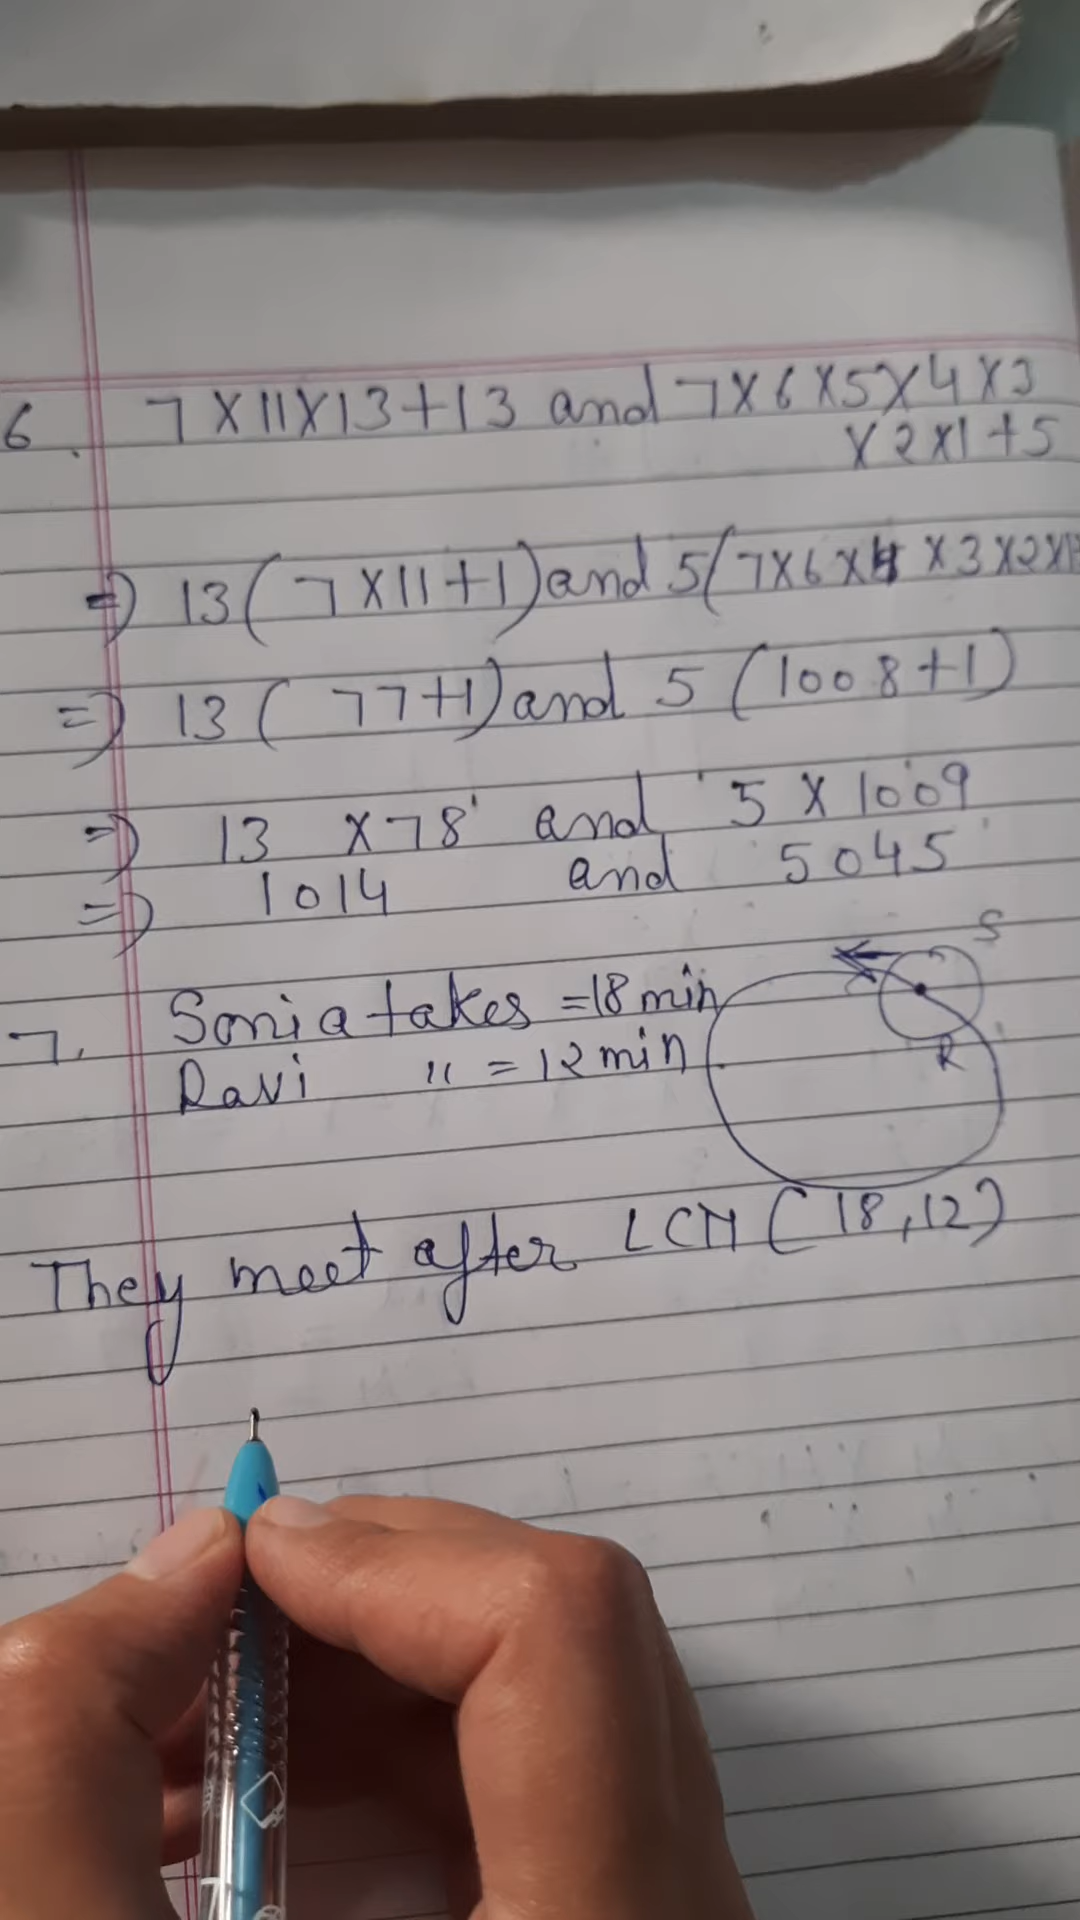 6. 7×11×13+13 and 7×6×5×4×3
×2×1+5
=) 13(7×11+1) and 5(7×6×4×3×2×1
=) 13(77+1) and 5(1008+1)
=) 13 ×78 and 5×1009
=) 1014 and 5045
S
7. Sonia takes =18 min
R
Ravi " =12 min
They meet after LCM (18,12)